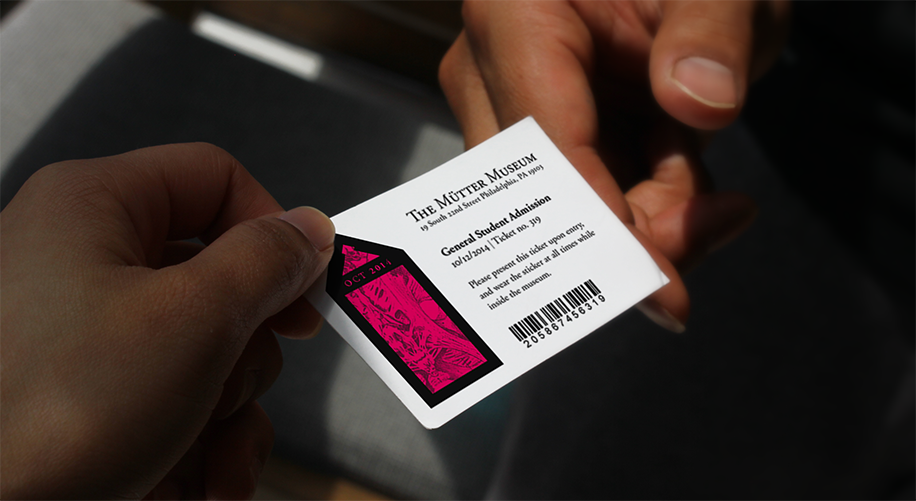 THE MÜTTER MUSEUM
19 South 22nd Street Philadelphia, PA 19103
General Student Admission
10/12/2014 | Ticket no. 319
Please present this ticket upon entry,
and wear the sticker at all times while
inside the museum.
205867456319
OCT 2014